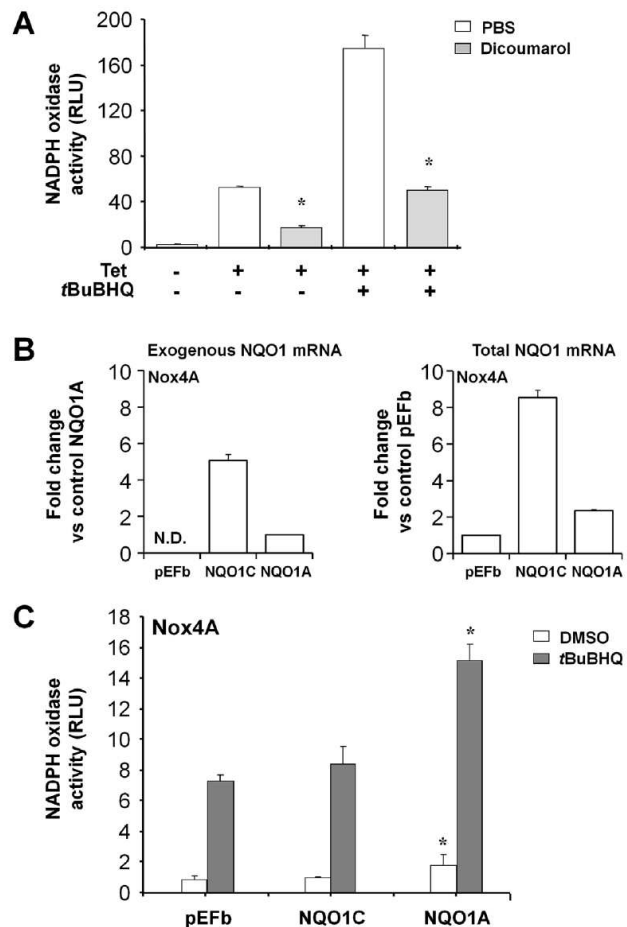 A
NADPH oxidase
activity (RLU)
200
160
80
40
0
PBS
Dicoumarol
*
*
Tet - + + + +
tBuBHQ - - - + +
B
Exogenous NQO1 mRNA
Nox4A
Fold change
vs control NQO1A
10
8
6
4
2
0
N.D.
pEFb NQO1C NQO1A
Total NQO1 mRNA
Nox4A
Fold change
vs control pEFb
10
8
6
4
2
0
pEFb NQO1C NQO1A
C
Nox4A
NADPH oxidase
activity (RLU)
18
16
14
12
10
8
6
4
2
0
DMSO
tBuBHQ
*
*
pEFb NQO1C NQO1A